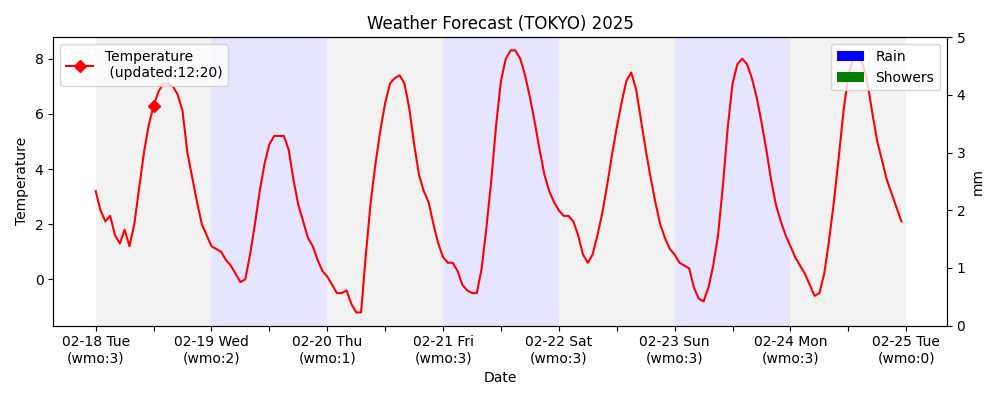 Weather Forecast (TOKYO) 2025
Temperature
(updated:12:20)
Rain
Showers
Temperature
8
6
4
2
0
5
4
3
2
1
0
mm
02-18 Tue
(wmo:3)
02-19 Wed
(wmo:2)
02-20 Thu
(wmo:1)
02-21 Fri
(wmo:3)
02-22 Sat
(wmo:3)
02-23 Sun
(wmo:3)
02-24 Mon
(wmo:3)
02-25 Tue
(wmo:0)
Date